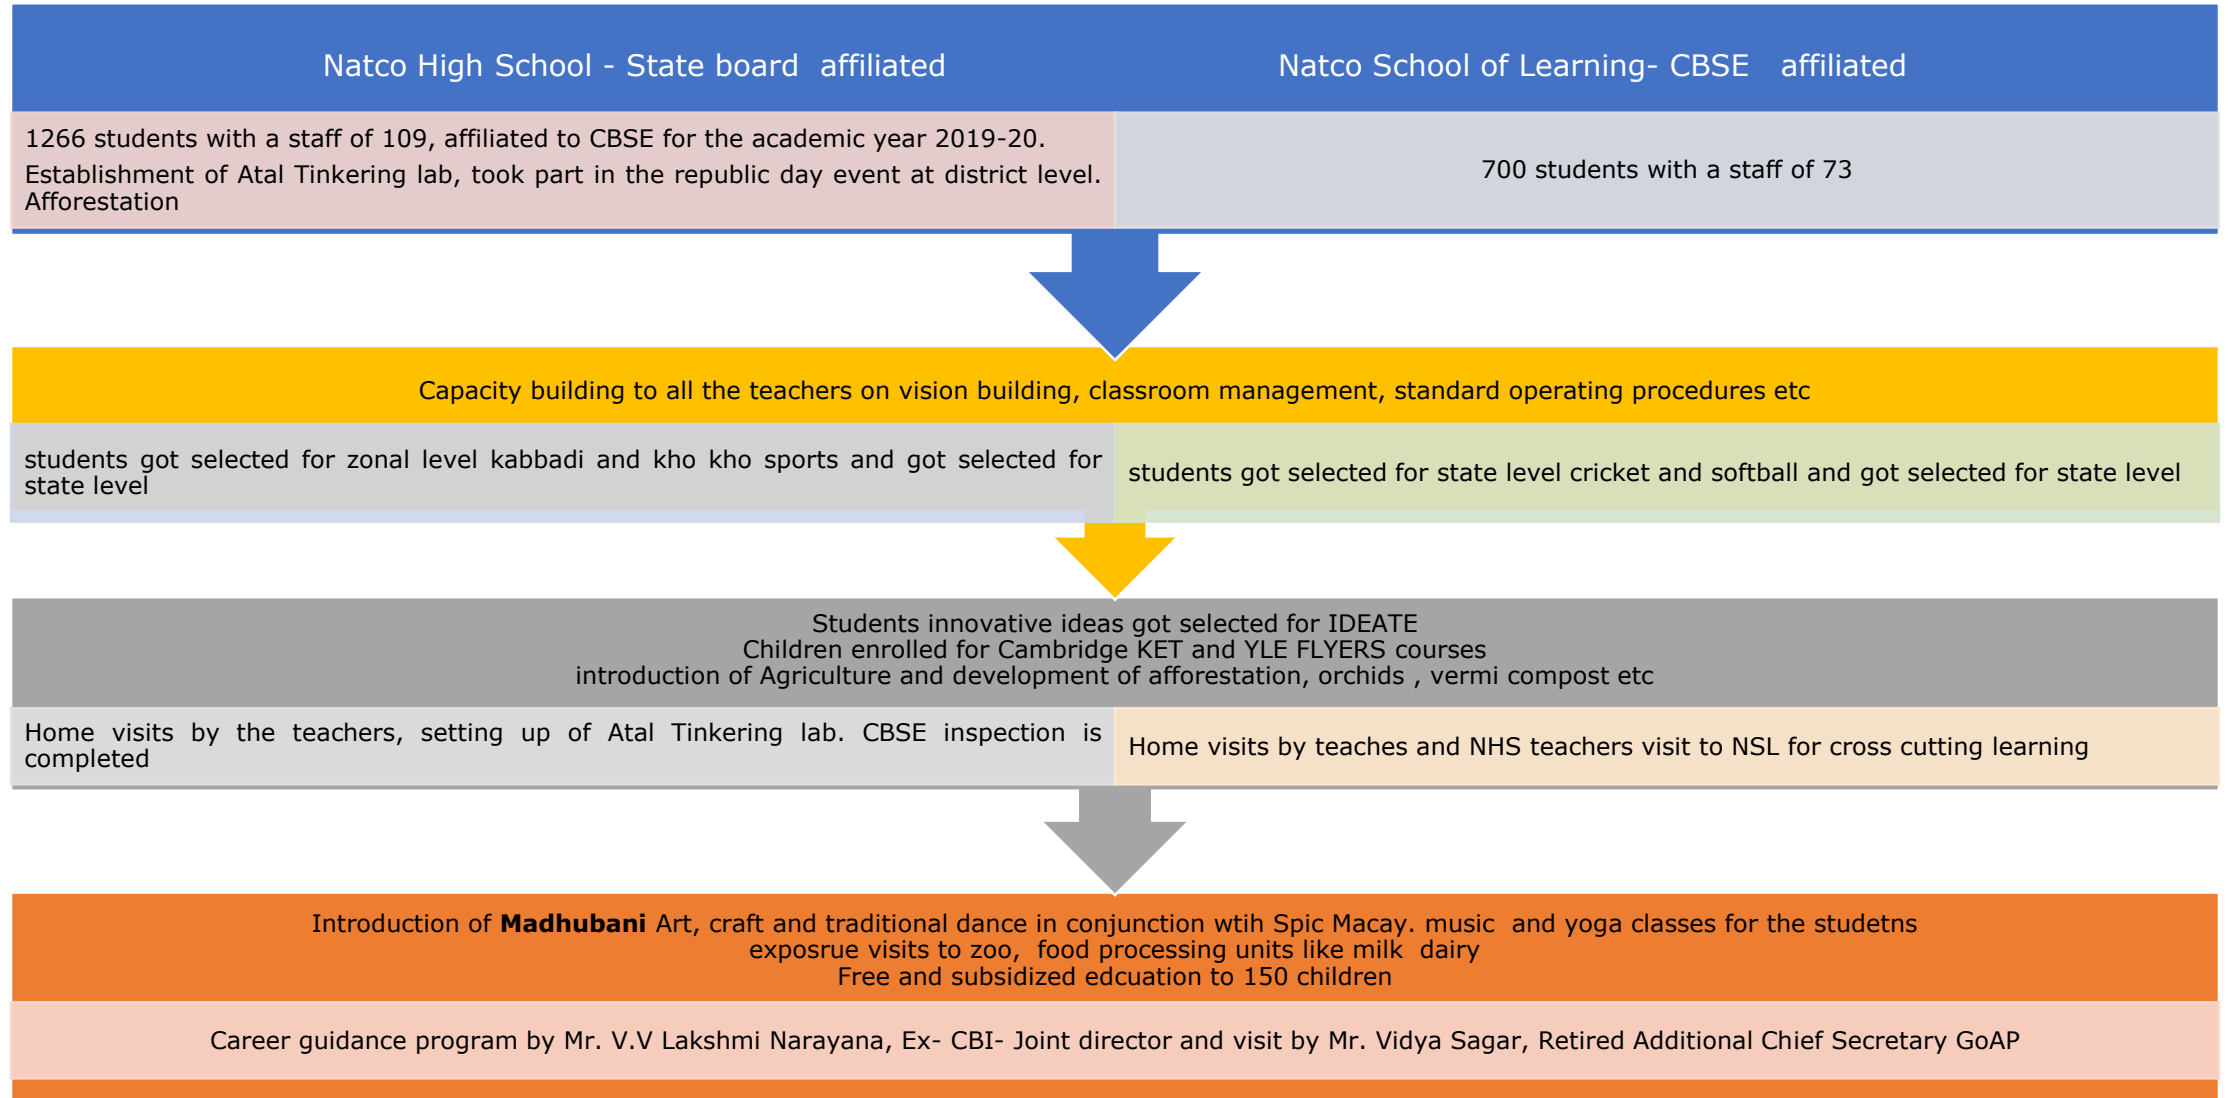 Natco High School - State board affiliated
Natco School of Learning- CBSE affiliated
1266 students with a staff of 109, affiliated to CBSE for the academic year 2019-20.
Establishment of Atal Tinkering lab, took part in the republic day event at district level.
Afforestation
700 students with a staff of 73
Capacity building to all the teachers on vision building, classroom management, standard operating procedures etc
students got selected for zonal level kabbadi and kho kho sports and got selected for
state level
students got selected for state level cricket and softball and got selected for state level
Students innovative ideas got selected for IDEATE
Children enrolled for Cambridge KET and YLE FLYERS courses
introduction of Agriculture and development of afforestation, orchids , vermi compost etc
Home visits by the teachers, setting up of Atal Tinkering lab. CBSE inspection is
completed
Home visits by teaches and NHS teachers visit to NSL for cross cutting learning
Introduction of Madhubani Art, craft and traditional dance in conjunction wtih Spic Macay. music and yoga classes for the studetns
exposrue visits to zoo, food processing units like milk dairy
Free and subsidized edcuation to 150 children
Career guidance program by Mr. V.V Lakshmi Narayana, Ex- CBI- Joint director and visit by Mr. Vidya Sagar, Retired Additional Chief Secretary GoAP